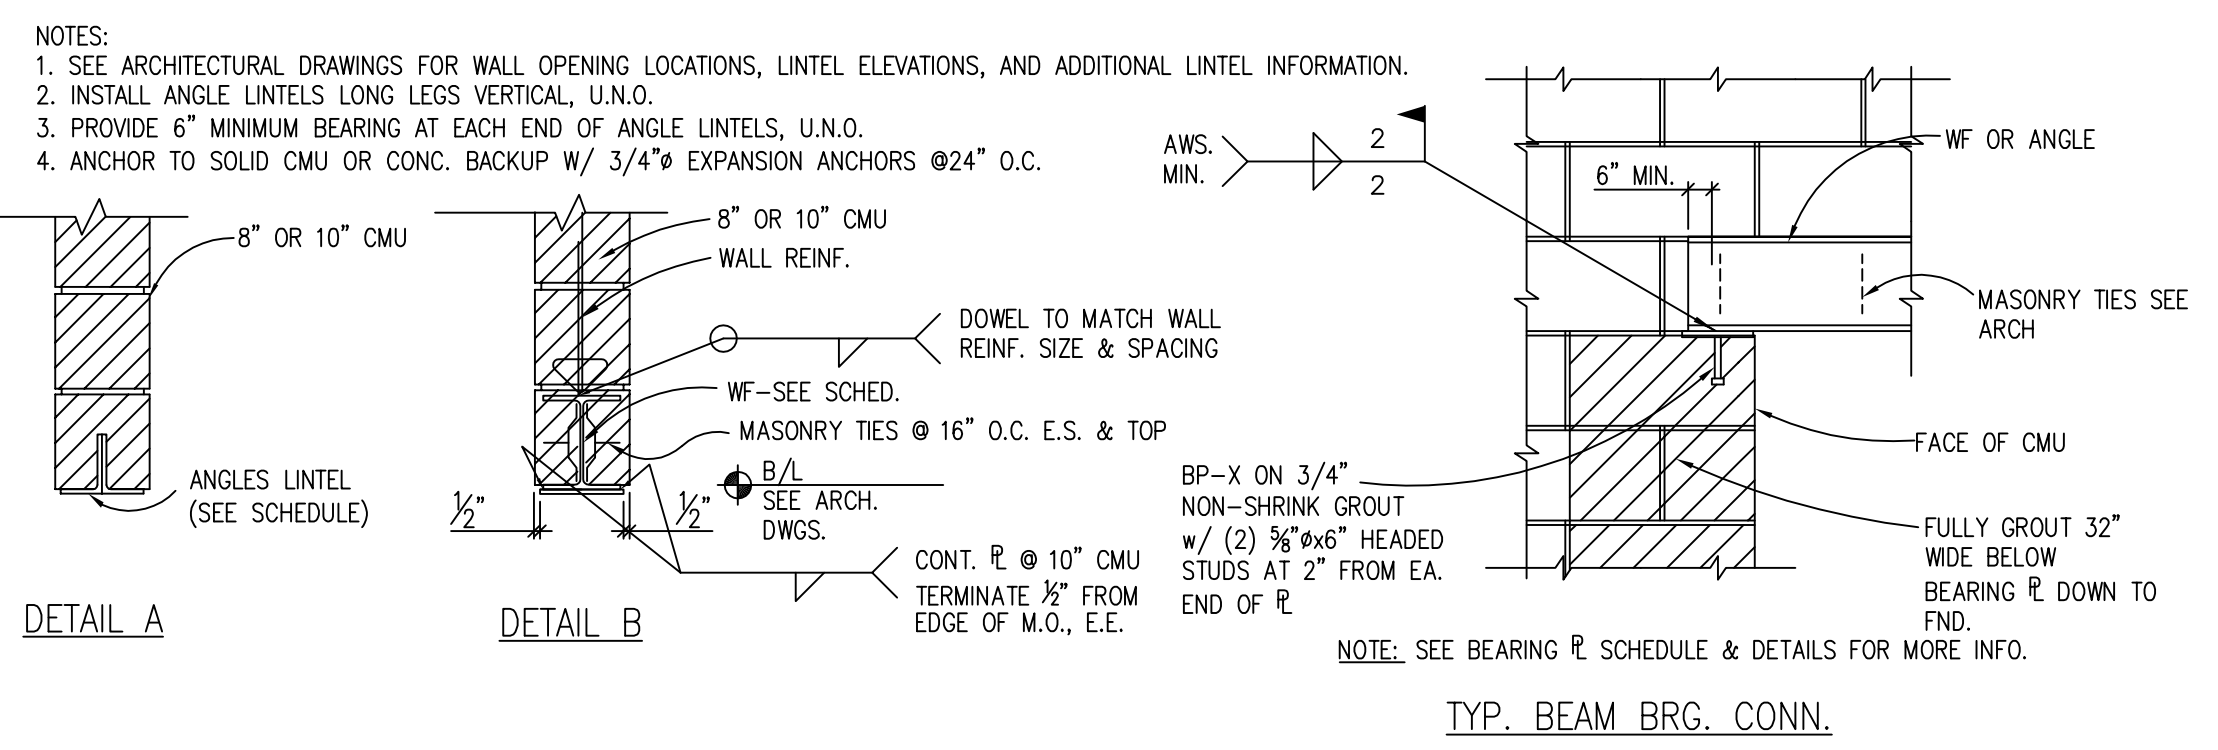 NOTES:
1. SEE ARCHITECTURAL DRAWINGS FOR WALL OPENING LOCATIONS, LINTEL ELEVATIONS, AND ADDITIONAL LINTEL INFORMATION.
2. INSTALL ANGLE LINTELS LONG LEGS VERTICAL, U.N.O.
3. PROVIDE 6" MINIMUM BEARING AT EACH END OF ANGLE LINTELS, U.N.O.
4. ANCHOR TO SOLID CMU OR CONC. BACKUP W/ 3/4"ø EXPANSION ANCHORS @24" O.C.
8" OR 10" CMU
ANGLES LINTEL
(SEE SCHEDULE)
DETAIL A
8" OR 10" CMU
WALL REINF.
DOWEL TO MATCH WALL
REINF. SIZE & SPACING
WF-SEE SCHED.
MASONRY TIES @ 16" O.C. E.S. & TOP
B/L
SEE ARCH.
DWGS.
½"
½"
CONT. ⅊ @ 10" CMU
TERMINATE ½" FROM
EDGE OF M.O., E.E.
DETAIL B
AWS.
MIN.
2
2
6" MIN.
WF OR ANGLE
MASONRY TIES SEE
ARCH
FACE OF CMU
BP-X ON 3/4"
NON-SHRINK GROUT
w/ (2) ⅝"øx6" HEADED
STUDS AT 2" FROM EA.
END OF ⅊
FULLY GROUT 32"
WIDE BELOW
BEARING ⅊ DOWN TO
FND.
NOTE: SEE BEARING ⅊ SCHEDULE & DETAILS FOR MORE INFO.
TYP. BEAM BRG. CONN.